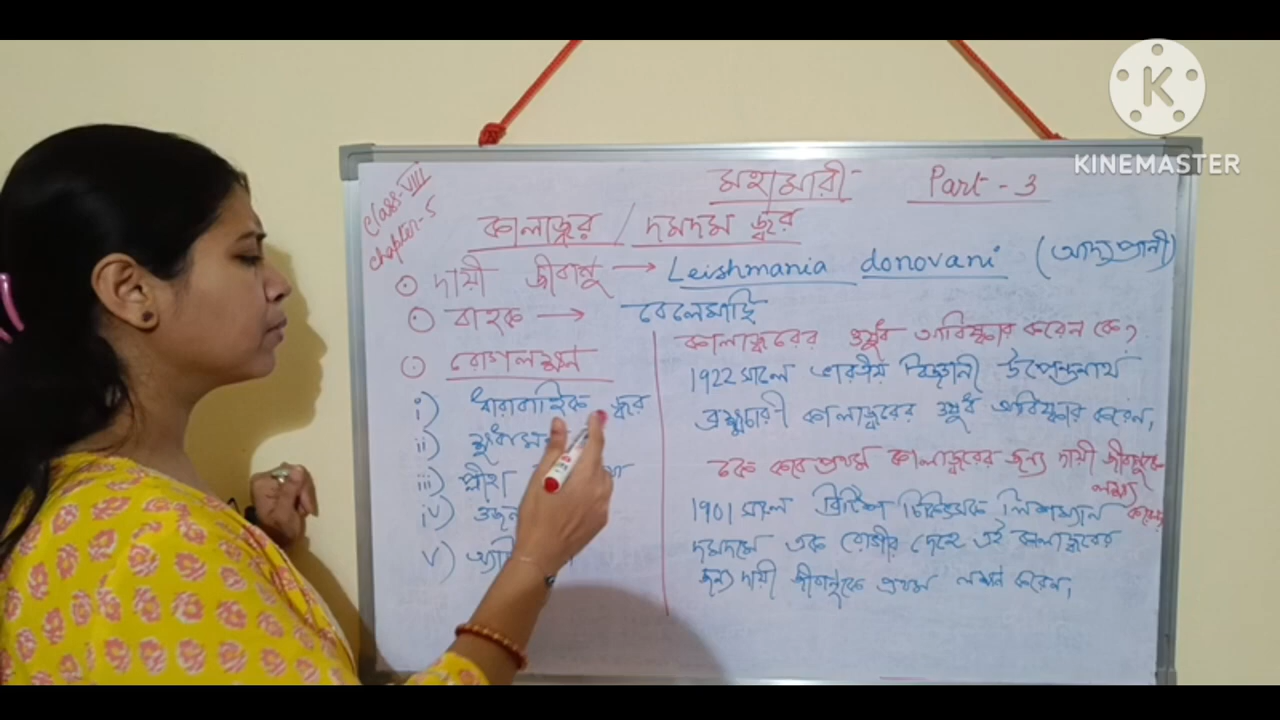 K
KINEMASTER
Class-VIII
chapter-5
মহামারী Part - 3
কালাজ্বর / দমদম জ্বর
দায়ী জীবাণু → Leishmania donovani (আদ্যপ্রাণী)
বাহক → বেলেমাছি
রোগলক্ষণ
i) ধারাবাহিক জ্বর
ii)
iii) প্লীহা
iv) ওজন
v)
কালাজ্বরের ওষুধ আবিষ্কার করেন কে?
1922 সালে ভারতীয় বিজ্ঞানী উপেন্দ্রনাথ
ব্রহ্মচারী কালাজ্বরের ওষুধ আবিষ্কার করেন,
কে কবে প্রথম কালাজ্বরের জন্য দায়ী জীবাণুকে
লক্ষ্য করেন
1901 সালে ব্রিটিশ চিকিৎসক লিশম্যান
দমদমে এক রোগীর দেহে এই কালাজ্বরের
জন্য দায়ী জীবাণুকে প্রথম লক্ষ্য করেন,